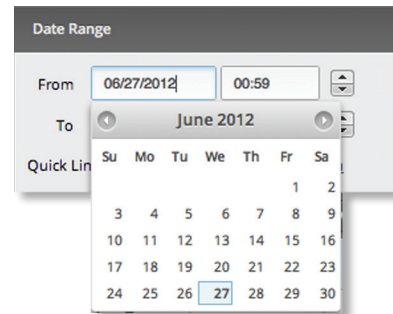 Date Range
From 06/27/2012 00:59
To
June 2012
Quick Lin
Su Mo Tu We Th Fr Sa
1 2
3 4 5 6 7 8 9
10 11 12 13 14 15 16
17 18 19 20 21 22 23
24 25 26 27 28 29 30